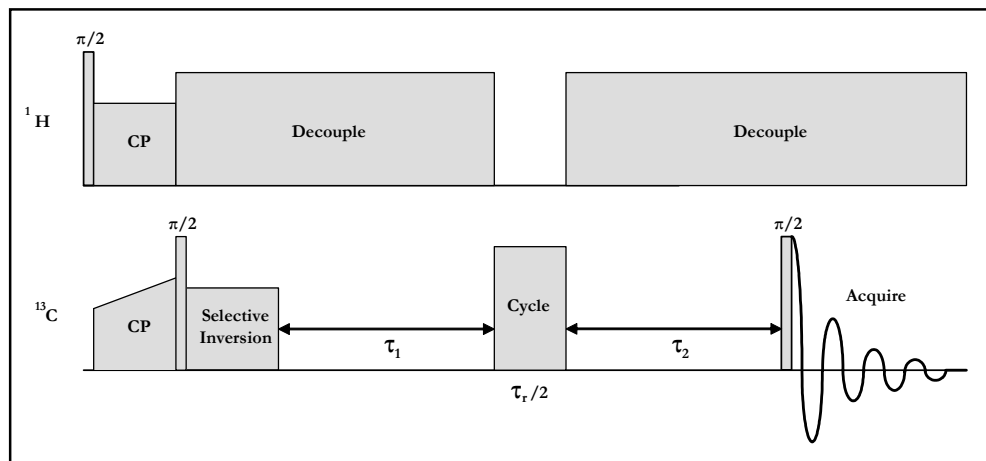 π/2
¹H
CP
Decouple
Decouple
π/2
π/2
¹³C
CP
Selective
Inversion
τ₁
Cycle
τ₂
Acquire
τᵣ/2